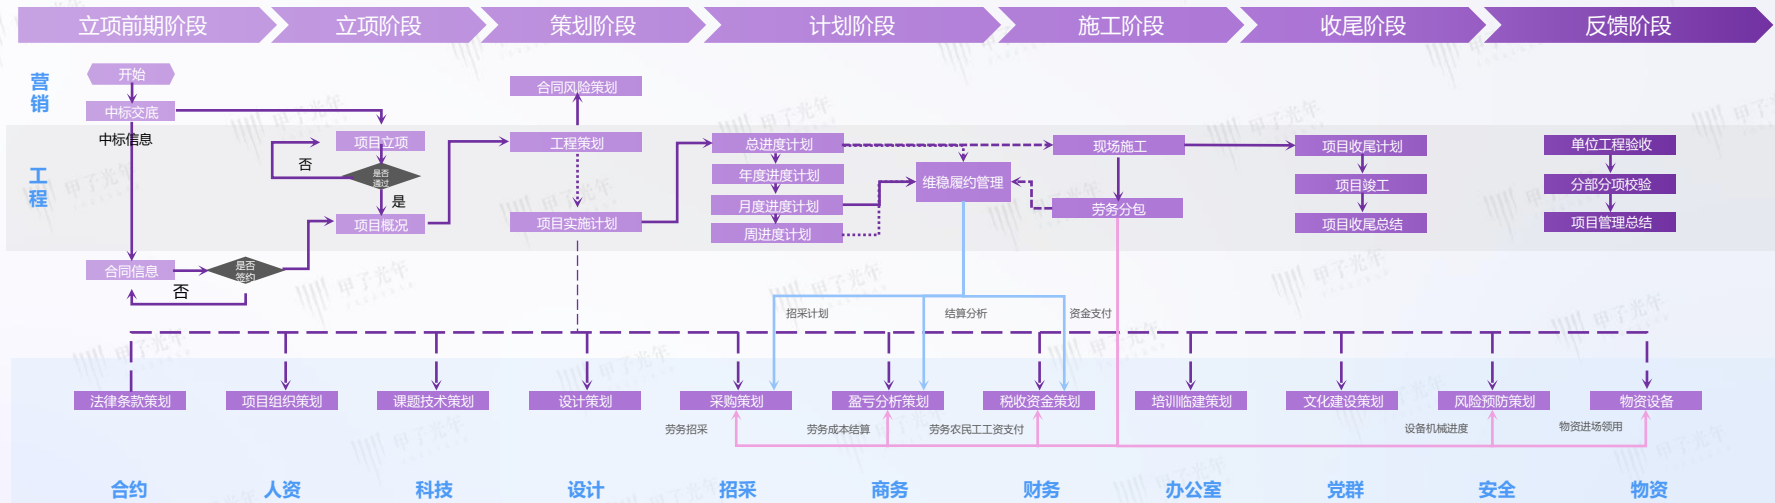 立项前期阶段 立项阶段 策划阶段 计划阶段 施工阶段 收尾阶段 反馈阶段
营销
开始
中标交底
中标信息
合同风险策划
工程
项目立项
否
是否
通过
是
项目概况
合同信息
是否
签约
否
工程策划
项目实施计划
总进度计划
年度进度计划
月度进度计划
周进度计划
维稳履约管理
现场施工
劳务分包
项目收尾计划
项目竣工
项目收尾总结
单位工程验收
分部分项校验
项目管理总结
招采计划 结算分析 资金支付
法律条款策划 项目组织策划 课题技术策划 设计策划 采购策划 盈亏分析策划 税收资金策划 培训临建策划 文化建设策划 风险预防策划 物资设备
劳务招采 劳务成本结算 劳务农民工工资支付 设备机械进度 物资进场领用
合约 人资 科技 设计 招采 商务 财务 办公室 党群 安全 物资
甲子光年